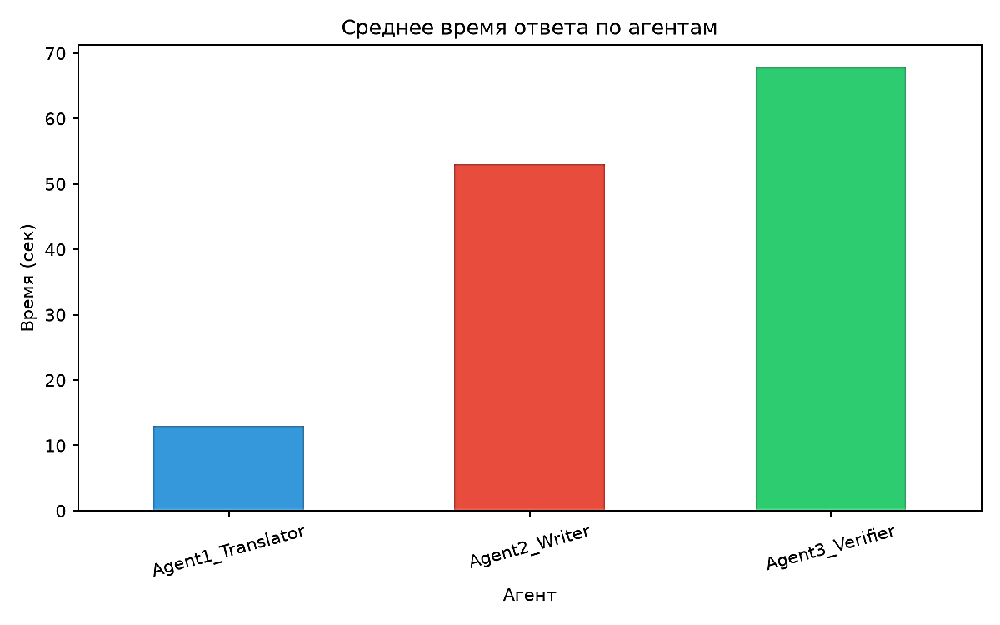 Среднее время ответа по агентам
Время (сек)
70
60
50
40
30
20
10
0
Agent1_Translator
Agent2_Writer
Agent3_Verifier
Агент